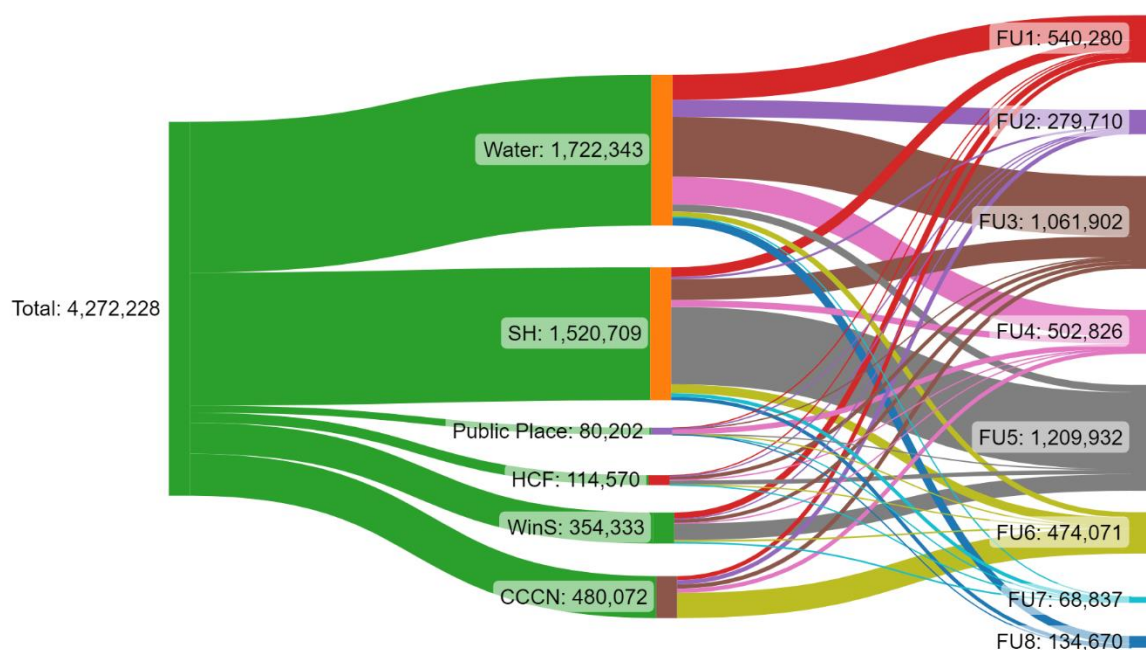 Total: 4,272,228
Water: 1,722,343
SH: 1,520,709
Public Place: 80,202
HCF: 114,570
WinS: 354,333
CCCN: 480,072
FU1: 540,280
FU2: 279,710
FU3: 1,061,902
FU4: 502,826
FU5: 1,209,932
FU6: 474,071
FU7: 68,837
FU8: 134,670